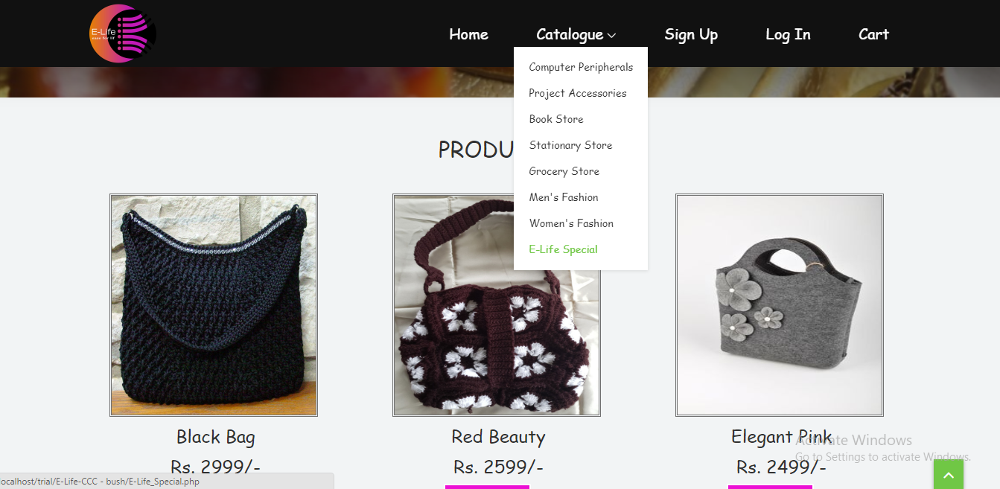 E-Life
Home
Catalogue
Sign Up
Log In
Cart
Computer Peripherals
Project Accessories
Book Store
Stationary Store
Grocery Store
Men's Fashion
Women's Fashion
E-Life Special
PRODU
Black Bag
Red Beauty
Elegant Pink
Rs. 2999/-
Rs. 2599/-
Rs. 2499/-
Activate Windows
Go to Settings to activate Windows.
localhost/trial/E-Life-CCC - bush/E-Life_Special.php